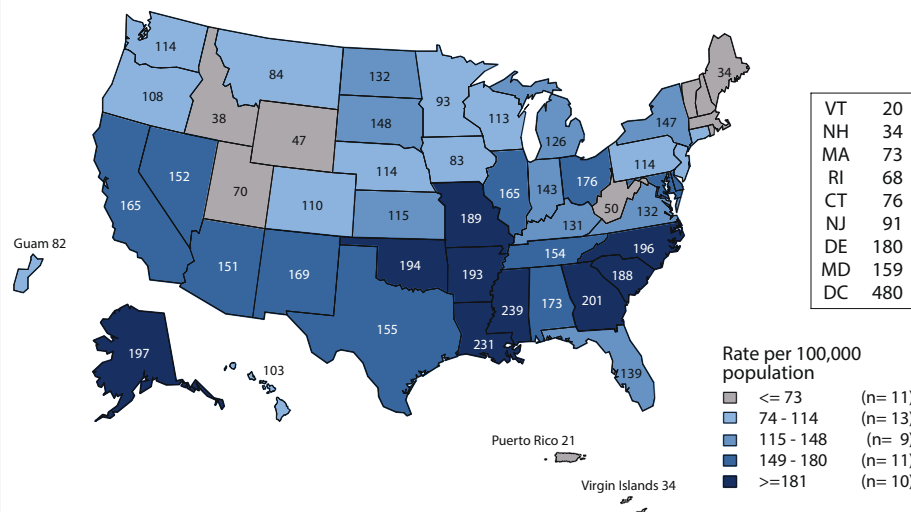 114
84
132
93
34
108
38
47
148
113
126
147
VT 20
NH 34
MA 73
RI 68
CT 76
NJ 91
DE 180
MD 159
DC 480
152
70
110
114
83
165
143
176
114
50
132
165
115
189
131
154
196
Guam 82
151
169
194
193
188
239
173
201
155
231
197
103
139
Rate per 100,000
population
<= 73 (n= 11)
74 - 114 (n= 13)
115 - 148 (n= 9)
149 - 180 (n= 11)
>=181 (n= 10)
Puerto Rico 21
Virgin Islands 34